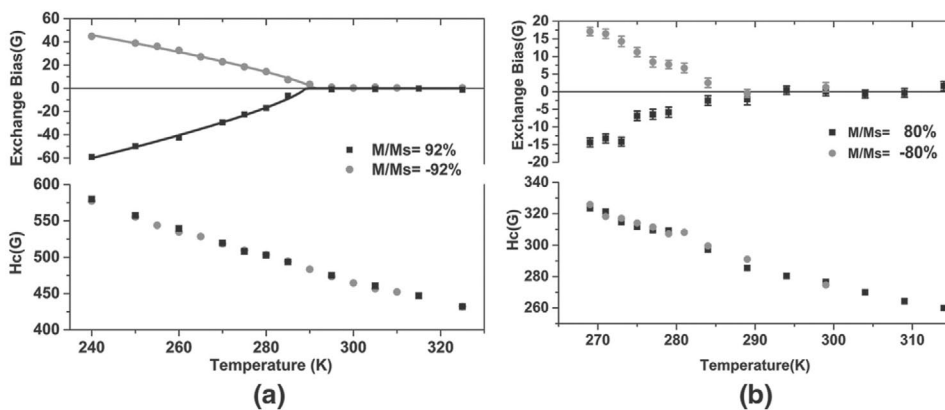 Exchange Bias(G)
60
40
20
0
-20
-40
-60
M/Ms= 92%
M/Ms= -92%
Hc(G)
600
550
500
450
400
240 260 280 300 320
Temperature (K)
(a)
Exchange Bias(G)
20
15
10
5
0
-5
-10
-15
-20
M/Ms= 80%
M/Ms= -80%
Hc(G)
340
320
300
280
260
270 280 290 300 310
Temperature(K)
(b)